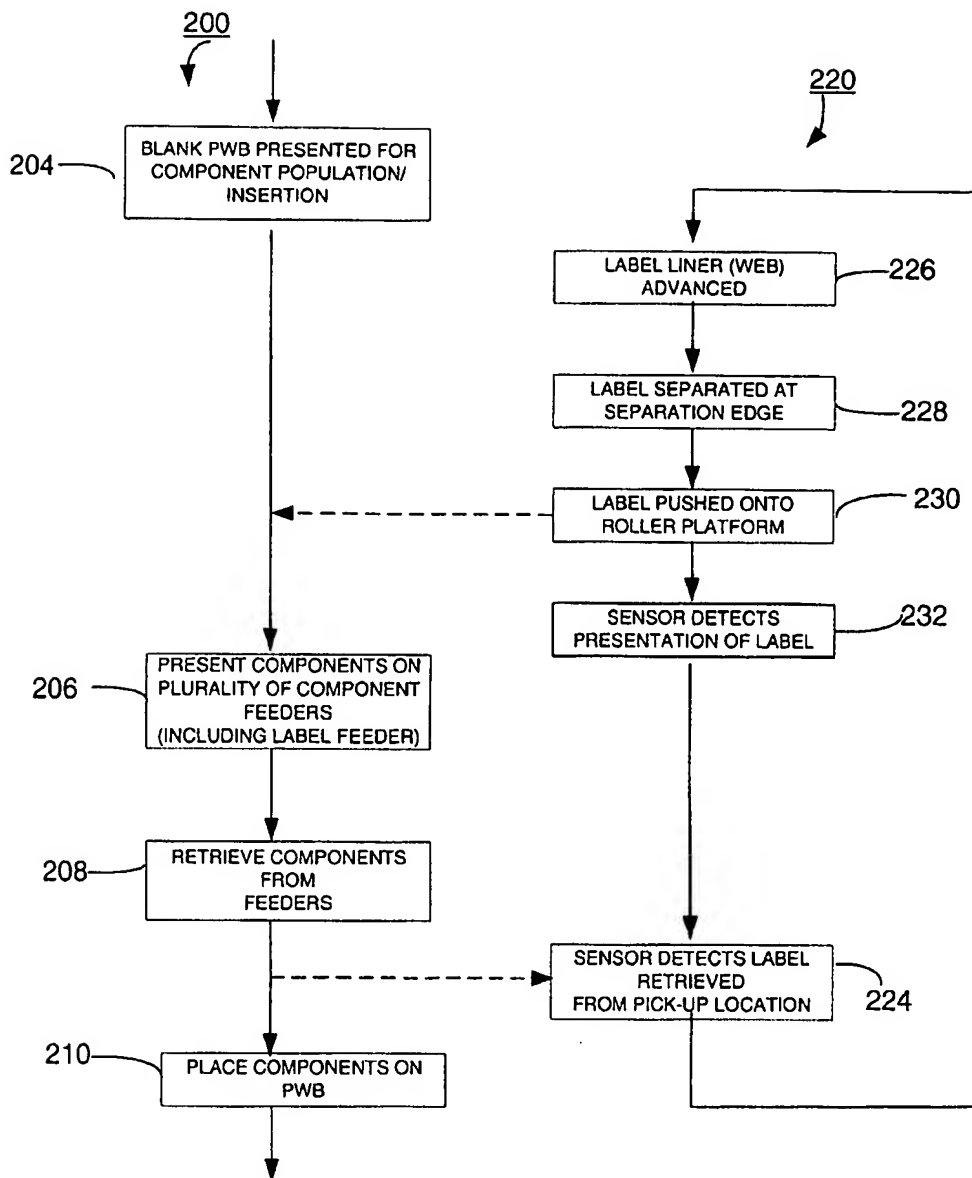 200
220
204
BLANK PWB PRESENTED FOR
COMPONENT POPULATION/
INSERTION
LABEL LINER (WEB)
ADVANCED
226
LABEL SEPARATED AT
SEPARATION EDGE
228
LABEL PUSHED ONTO
ROLLER PLATFORM
230
SENSOR DETECTS
PRESENTATION OF LABEL
232
206
PRESENT COMPONENTS ON
PLURALITY OF COMPONENT
FEEDERS
(INCLUDING LABEL FEEDER)
208
RETRIEVE COMPONENTS
FROM
FEEDERS
SENSOR DETECTS LABEL
RETRIEVED
FROM PICK-UP LOCATION
224
210
PLACE COMPONENTS ON
PWB